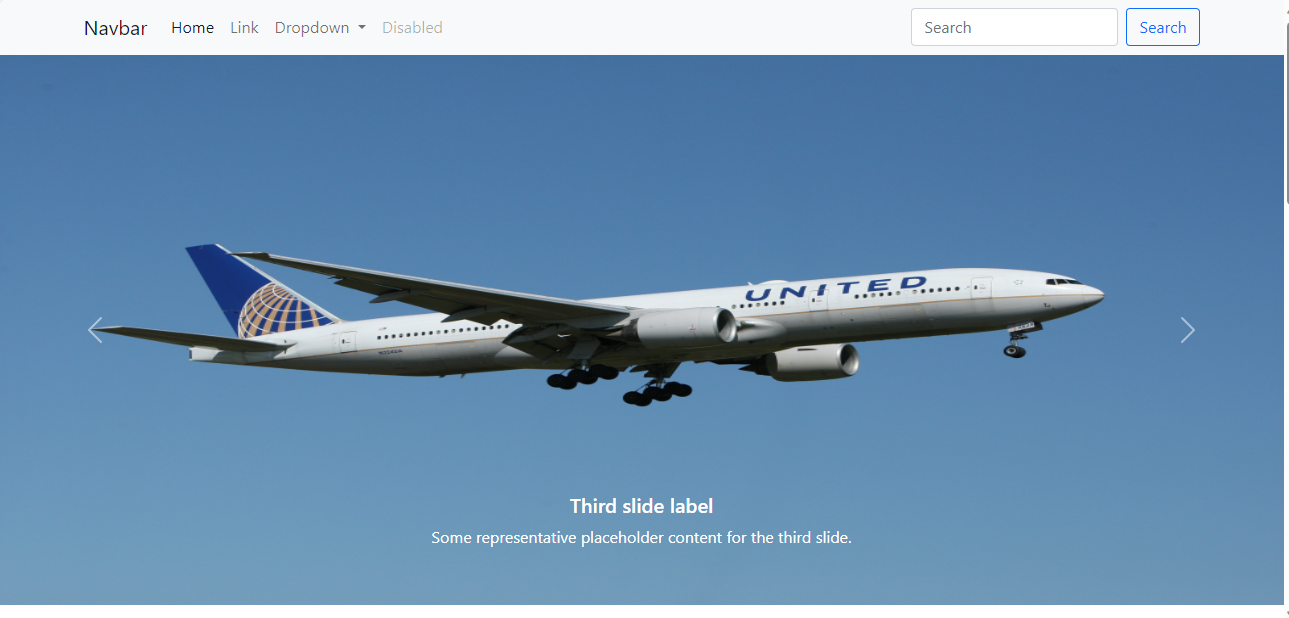 Navbar Home Link Dropdown Disabled Search Search
UNITED
Third slide label
Some representative placeholder content for the third slide.